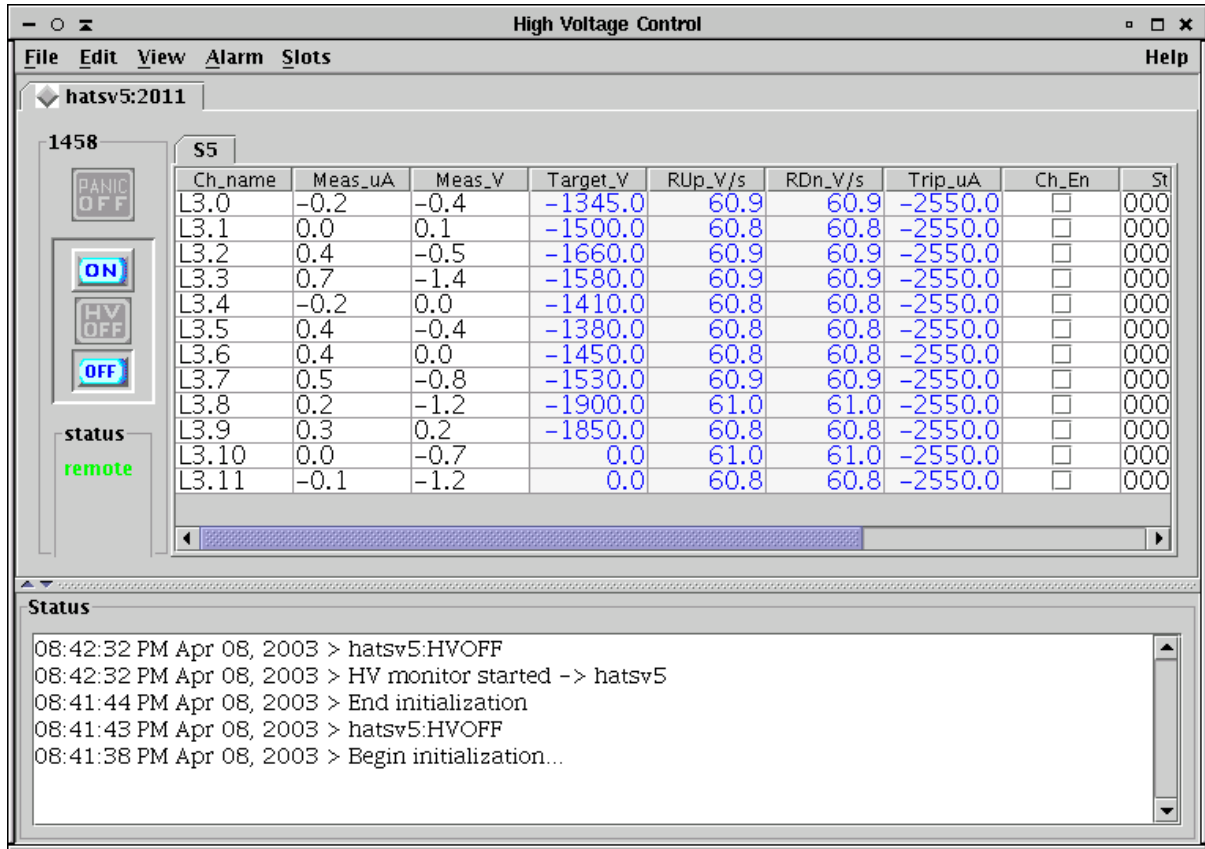 High Voltage Control
File Edit View Alarm Slots Help
hatsv5:2011
1458
S5
PANIC OFF
ON
HV OFF
OFF
status
remote
Ch_name Meas_uA Meas_V Target_V RUp_V/s RDn_V/s Trip_uA Ch_En St
L3.0 -0.2 -0.4 -1345.0 60.9 60.9 -2550.0 000
L3.1 0.0 0.1 -1500.0 60.8 60.8 -2550.0 000
L3.2 0.4 -0.5 -1660.0 60.9 60.9 -2550.0 000
L3.3 0.7 -1.4 -1580.0 60.9 60.9 -2550.0 000
L3.4 -0.2 0.0 -1410.0 60.8 60.8 -2550.0 000
L3.5 0.4 -0.4 -1380.0 60.8 60.8 -2550.0 000
L3.6 0.4 0.0 -1450.0 60.8 60.8 -2550.0 000
L3.7 0.5 -0.8 -1530.0 60.9 60.9 -2550.0 000
L3.8 0.2 -1.2 -1900.0 61.0 61.0 -2550.0 000
L3.9 0.3 0.2 -1850.0 60.8 60.8 -2550.0 000
L3.10 0.0 -0.7 0.0 61.0 61.0 -2550.0 000
L3.11 -0.1 -1.2 0.0 60.8 60.8 -2550.0 000
Status
08:42:32 PM Apr 08, 2003 > hatsv5:HVOFF
08:42:32 PM Apr 08, 2003 > HV monitor started -> hatsv5
08:41:44 PM Apr 08, 2003 > End initialization
08:41:43 PM Apr 08, 2003 > hatsv5:HVOFF
08:41:38 PM Apr 08, 2003 > Begin initialization...